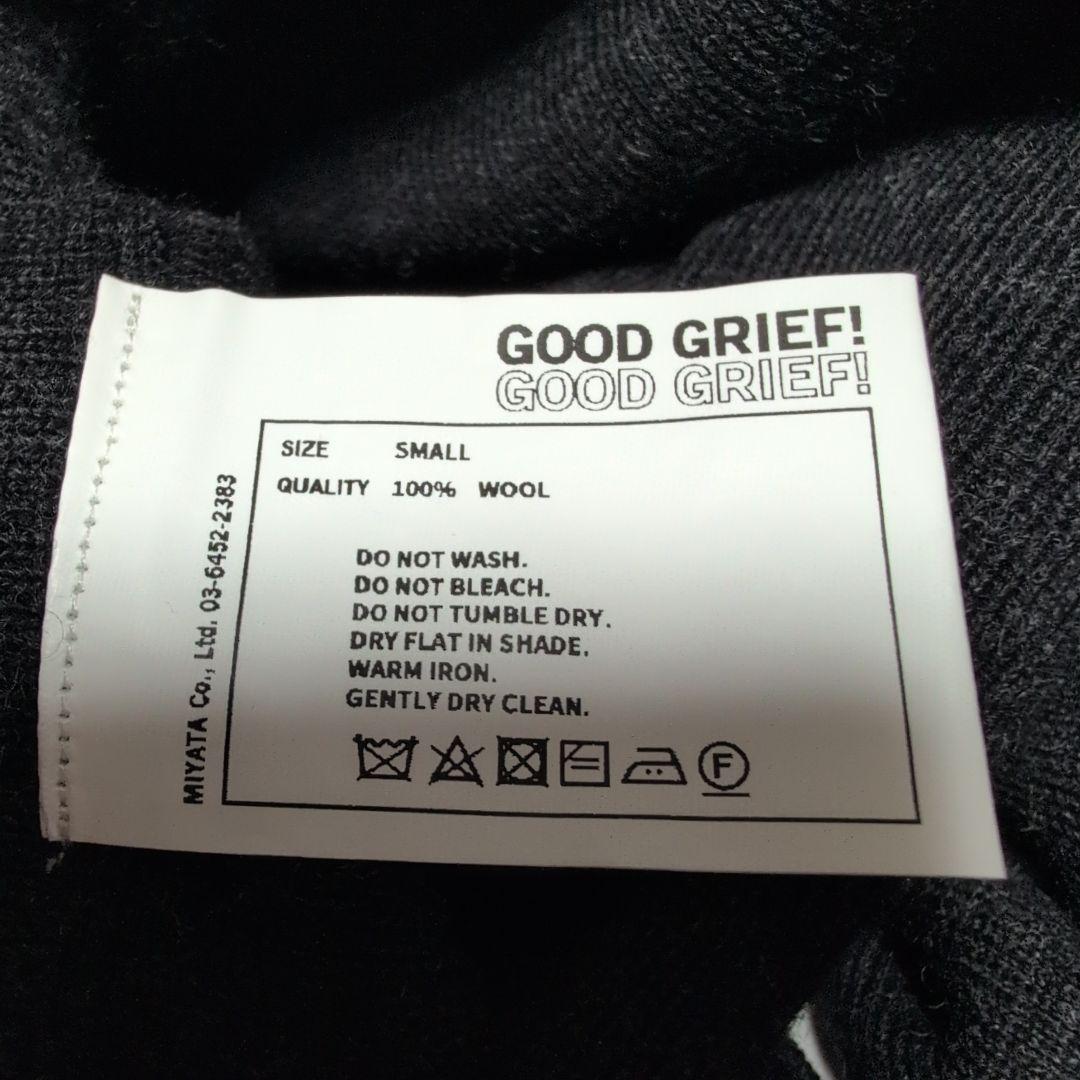 GOOD GRIEF!
GOOD GRIEF!
SIZE SMALL
QUALITY 100% WOOL
DO NOT WASH.
DO NOT BLEACH.
DO NOT TUMBLE DRY.
DRY FLAT IN SHADE.
WARM IRON.
GENTLY DRY CLEAN.
F
MIYATA Co., Ltd. 03-6452-2383